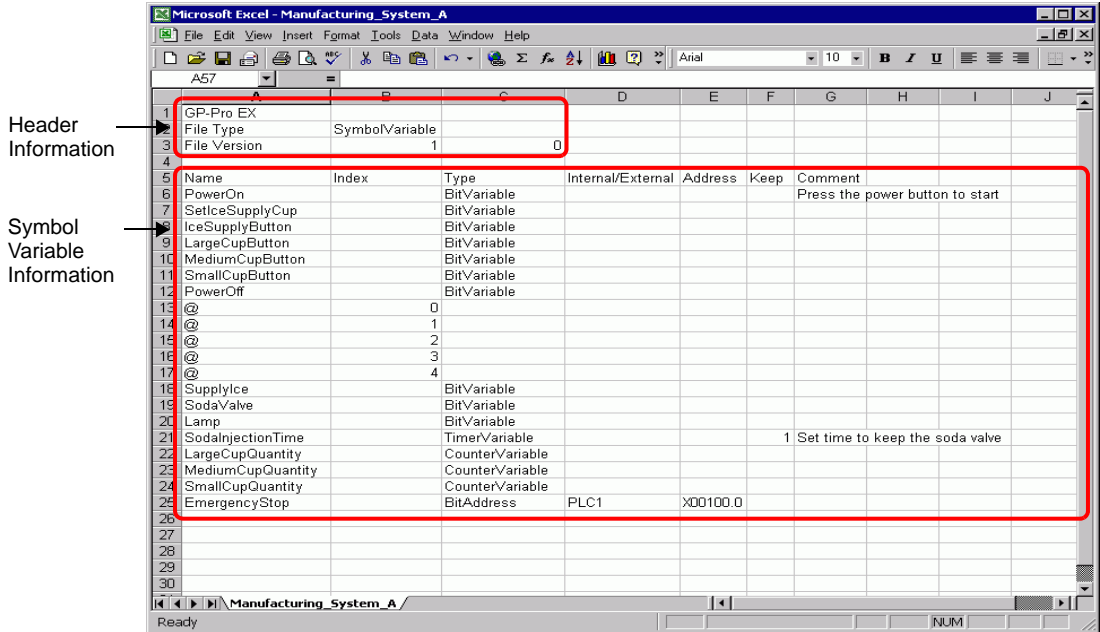 Microsoft Excel - Manufacturing_System_A
File Edit View Insert Format Tools Data Window Help
Arial 10 B I U
A57 =
A B C D E F G H I J
Header Information
1 GP-Pro EX
2 File Type SymbolVariable
3 File Version 1 0
4
5 Name Index Type Internal/External Address Keep Comment
6 PowerOn BitVariable Press the power button to start
7 SetIceSupplyCup BitVariable
Symbol Variable Information
8 IceSupplyButton BitVariable
9 LargeCupButton BitVariable
10 MediumCupButton BitVariable
11 SmallCupButton BitVariable
12 PowerOff BitVariable
13 @ 0
14 @ 1
15 @ 2
16 @ 3
17 @ 4
18 SupplyIce BitVariable
19 SodaValve BitVariable
20 Lamp BitVariable
21 SodaInjectionTime TimerVariable 1 Set time to keep the soda valve
22 LargeCupQuantity CounterVariable
23 MediumCupQuantity CounterVariable
24 SmallCupQuantity CounterVariable
25 EmergencyStop BitAddress PLC1 X00100.0
26
27
28
29
30
Manufacturing_System_A
Ready NUM